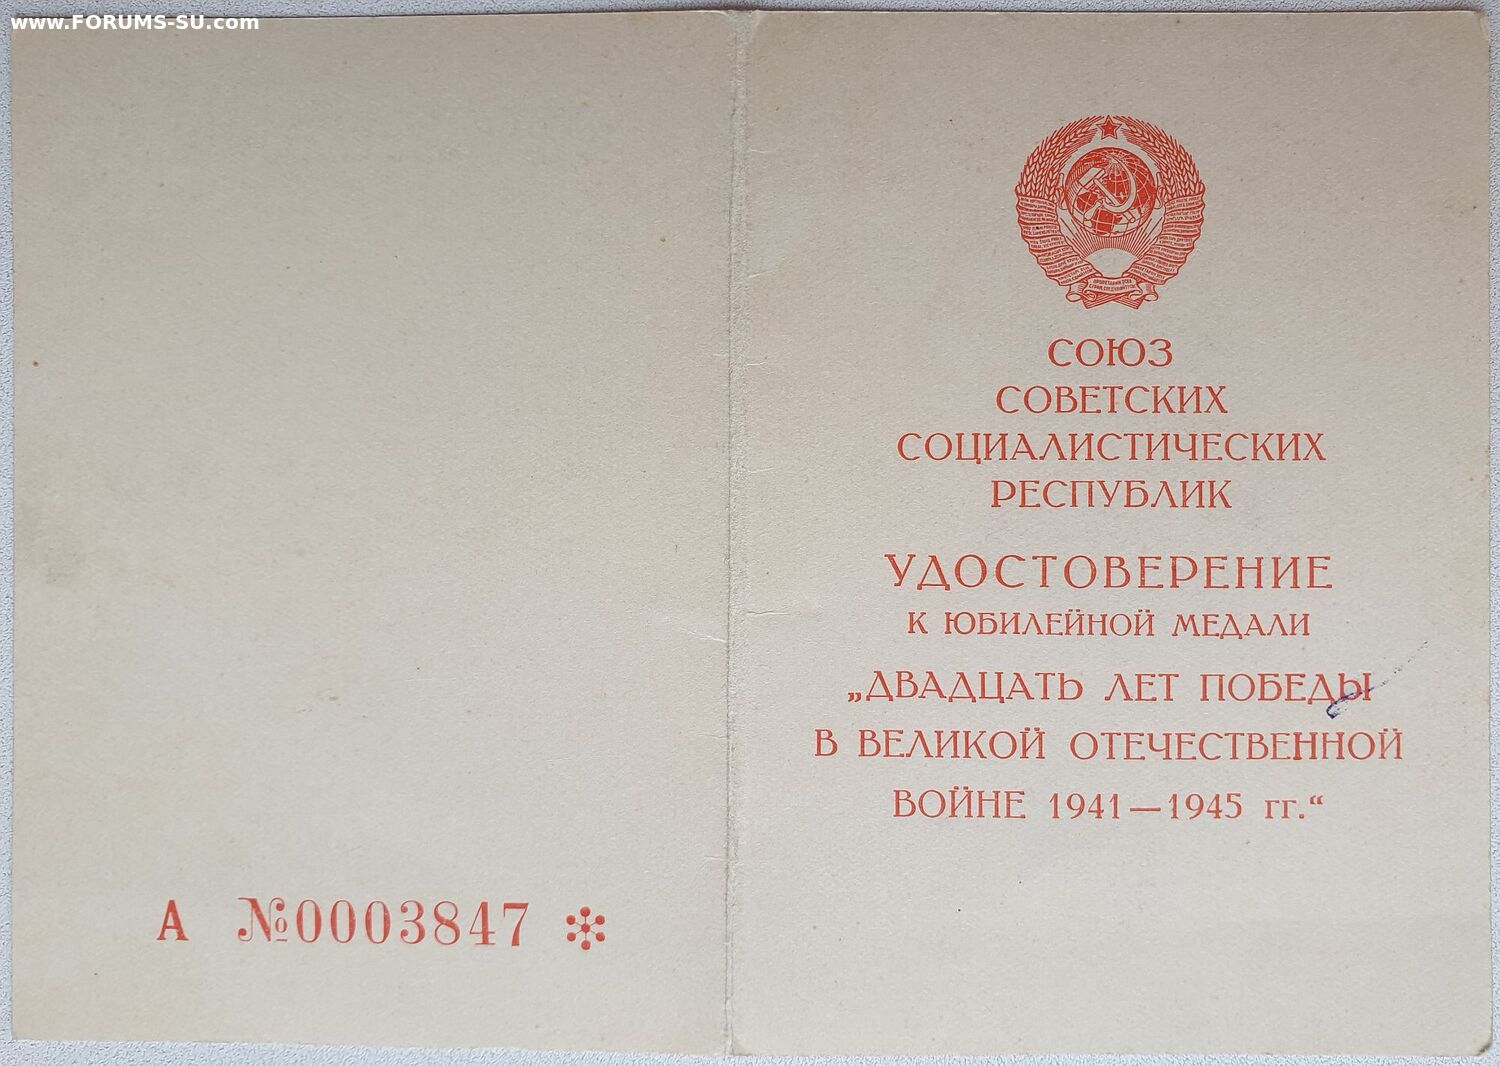 www.FORUMS-SU.com
А №0003847
СОЮЗ
СОВЕТСКИХ
СОЦИАЛИСТИЧЕСКИХ
РЕСПУБЛИК
УДОСТОВЕРЕНИЕ
К ЮБИЛЕЙНОЙ МЕДАЛИ
„ДВАДЦАТЬ ЛЕТ ПОБЕДЫ
В ВЕЛИКОЙ ОТЕЧЕСТВЕННОЙ
ВОЙНЕ 1941—1945 гг.“